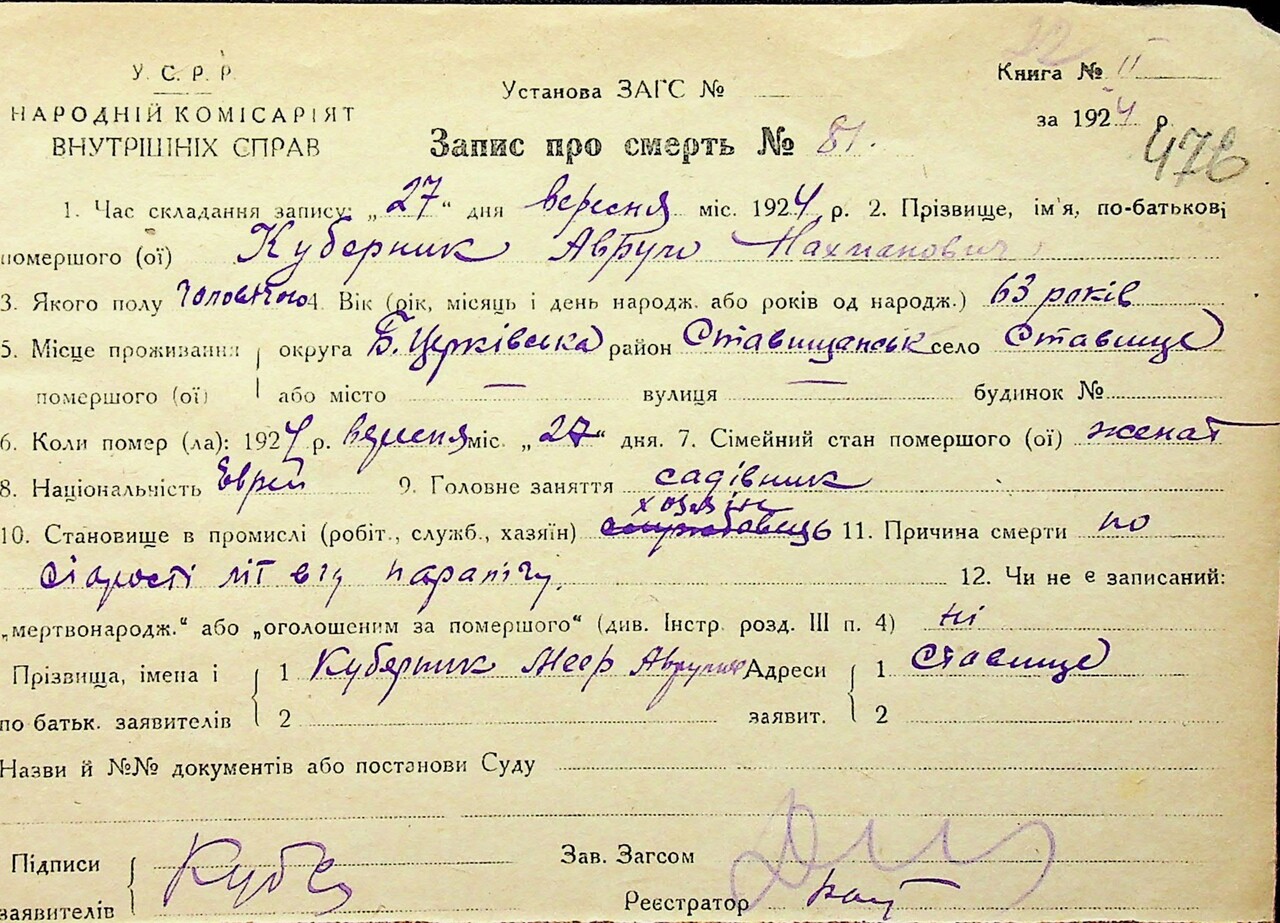 22
У. С. Р. Р.
НАРОДНІЙ КОМІСАРІЯТ
ВНУТРІШНІХ СПРАВ
Установа ЗАГС №
Книга № II
за 1924 р.
Запис про смерть № 81.
476
1. Час складання запису: „27“ дня вересня міс. 1924 р. 2. Прізвище, ім'я, по-батькові
помершого (ої) Куберник Аврум Нахманович
3. Якого полу чоловічого 4. Вік (рік, місяць і день народж. або років од народж.) 63 років
5. Місце проживання округа Б. Церківська район Ставищанськ село Ставище
помершого (ої) або місто — вулиця — будинок №
6. Коли помер (ла): 1924 р. вересня міс. „27“ дня. 7. Сімейний стан помершого (ої) женат
8. Національність Еврей 9. Головне заняття садівник
хозяін
10. Становище в промислі (робіт., служб., хазяїн) 11. Причина смерти по
старості літ від паралічу. 12. Чи не є записаний:
„мертвонародж.“ або „оголошеним за помершого“ (див. Інстр. розд. III п. 4) ні
Прізвища, імена і 1 Куберник Меер Аврумов Адреси 1 Ставище
по батьк. заявителів 2 заявит. 2
Назви й №№ документів або постанови Суду
Підписи Зав. Загсом
заявителів Реєстратор